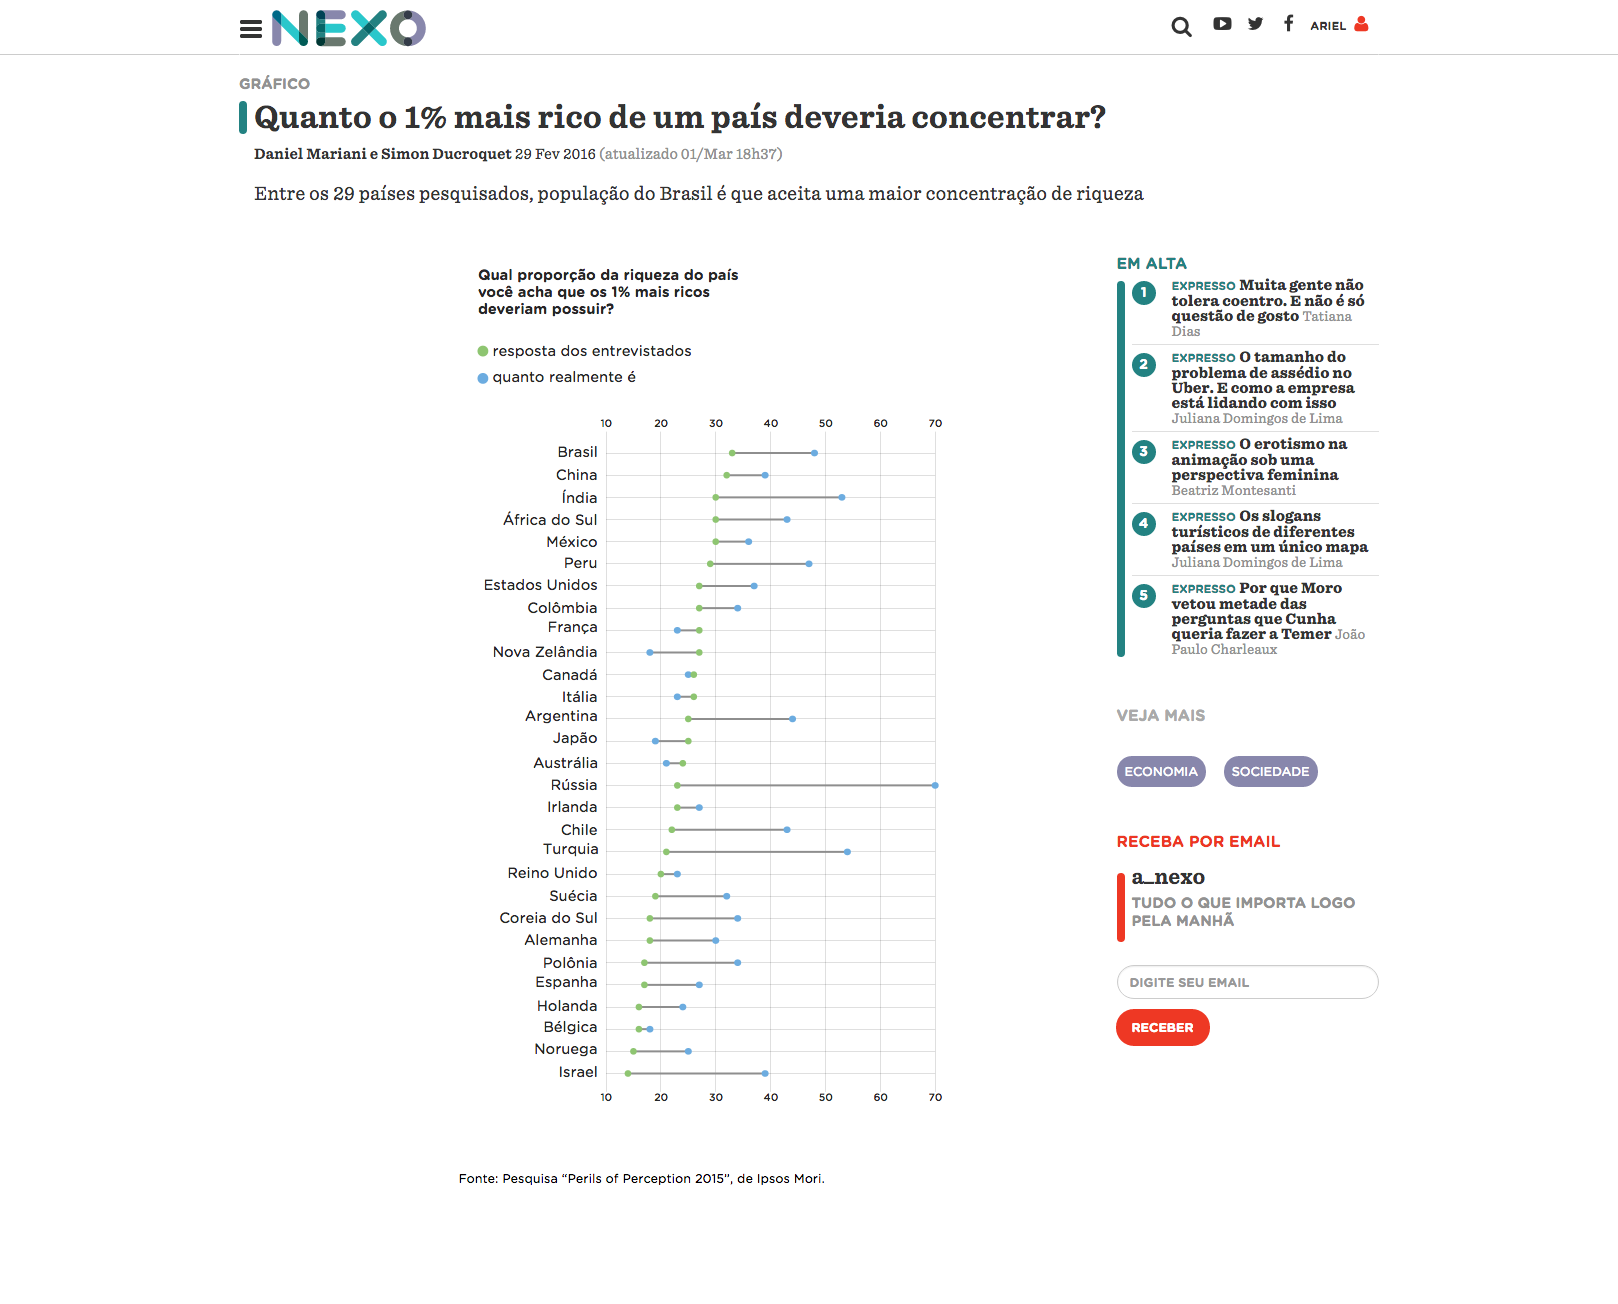 NEXO
ARIEL
GRÁFICO
Quanto o 1% mais rico de um país deveria concentrar?
Daniel Mariani e Simon Ducroquet 29 Fev 2016 (atualizado 01/Mar 18h37)
Entre os 29 países pesquisados, população do Brasil é que aceita uma maior concentração de riqueza
Qual proporção da riqueza do país
você acha que os 1% mais ricos
deveriam possuir?
resposta dos entrevistados
quanto realmente é
10 20 30 40 50 60 70
Brasil
China
Índia
África do Sul
México
Peru
Estados Unidos
Colômbia
França
Nova Zelândia
Canadá
Itália
Argentina
Japão
Austrália
Rússia
Irlanda
Chile
Turquia
Reino Unido
Suécia
Coreia do Sul
Alemanha
Polônia
Espanha
Holanda
Bélgica
Noruega
Israel
10 20 30 40 50 60 70
Fonte: Pesquisa “Perils of Perception 2015”, de Ipsos Mori.
EM ALTA
1 EXPRESSO Muita gente não
tolera coentro. E não é só
questão de gosto Tatiana
Dias
2 EXPRESSO O tamanho do
problema de assédio no
Uber. E como a empresa
está lidando com isso
Juliana Domingos de Lima
3 EXPRESSO O erotismo na
animação sob uma
perspectiva feminina
Beatriz Montesanti
4 EXPRESSO Os slogans
turísticos de diferentes
países em um único mapa
Juliana Domingos de Lima
5 EXPRESSO Por que Moro
vetou metade das
perguntas que Cunha
queria fazer a Temer João
Paulo Charleaux
VEJA MAIS
ECONOMIA SOCIEDADE
RECEBA POR EMAIL
a_nexo
TUDO O QUE IMPORTA LOGO
PELA MANHÃ
DIGITE SEU EMAIL
RECEBER